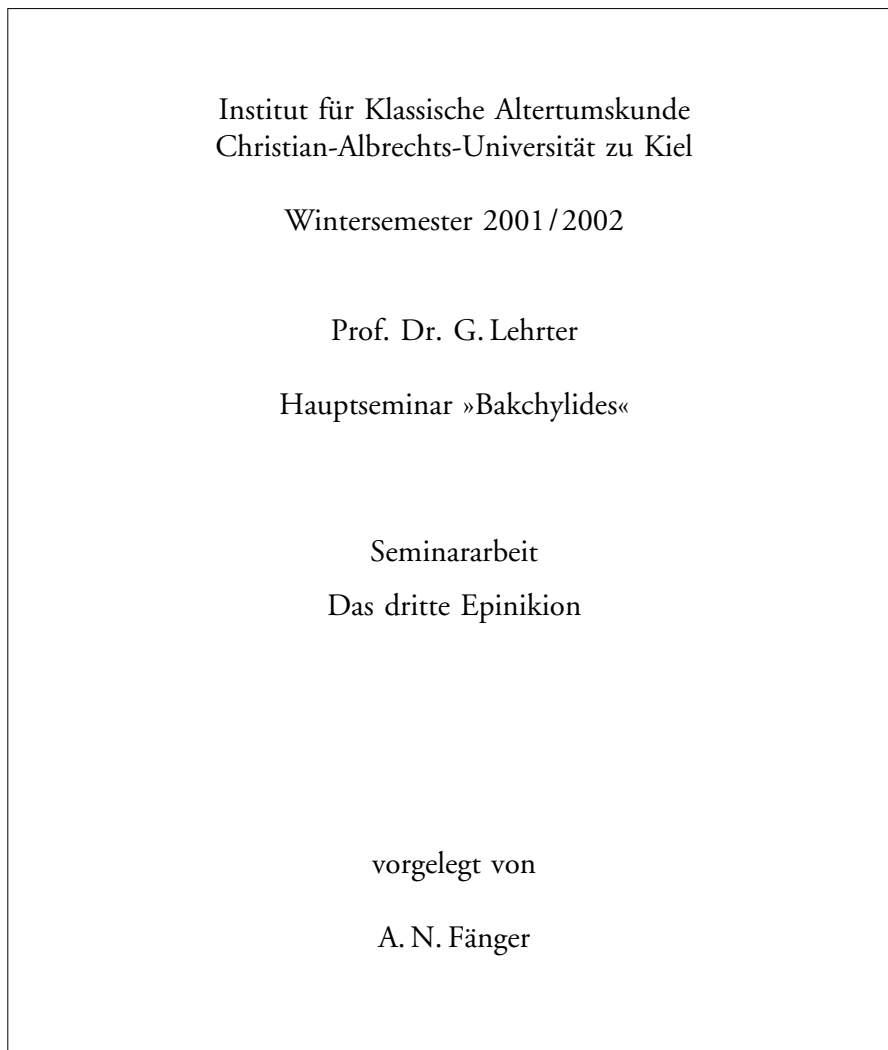 Institut für Klassische Altertumskunde
Christian-Albrechts-Universität zu Kiel
Wintersemester 2001/2002
Prof. Dr. G. Lehrter
Hauptseminar »Bakchylides«
Seminararbeit
Das dritte Epinikion
vorgelegt von
A. N. Fänger